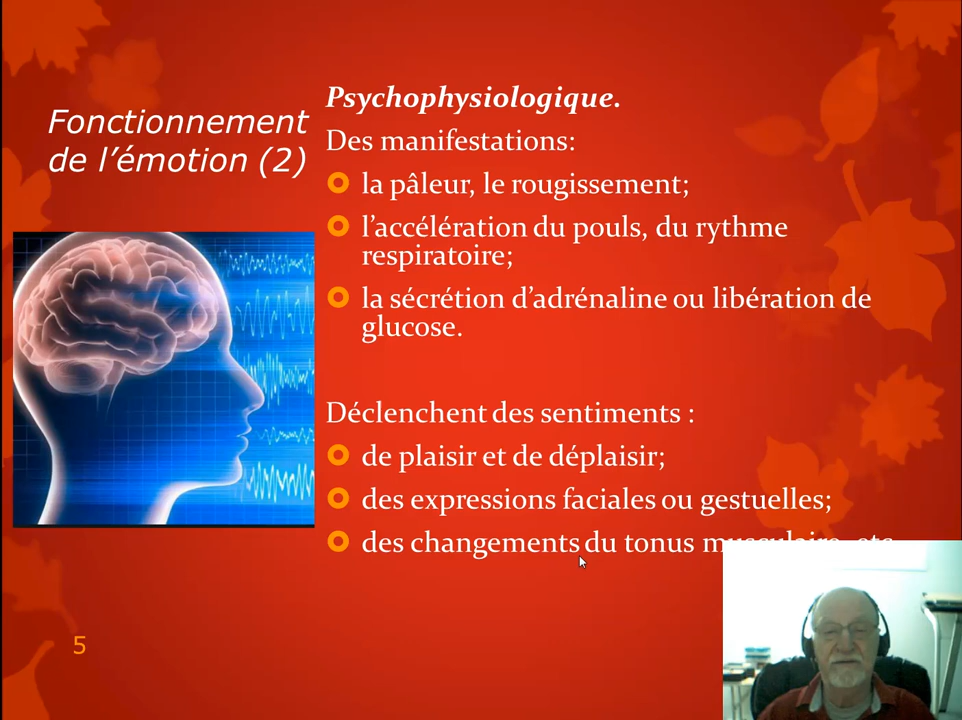 Fonctionnement
de l’émotion (2)
Psychophysiologique.
Des manifestations:
la pâleur, le rougissement;
l’accélération du pouls, du rythme
respiratoire;
la sécrétion d’adrénaline ou libération de
glucose.
Déclenchent des sentiments :
de plaisir et de déplaisir;
des expressions faciales ou gestuelles;
des changements du tonus musculaire, etc
5